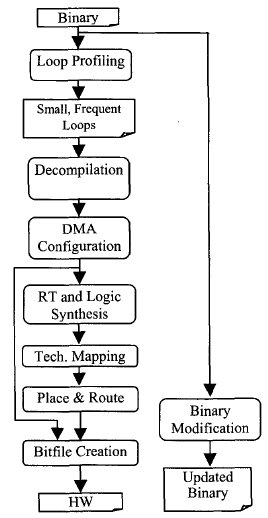 Binary
Loop Profiling
Small, Frequent
Loops
Decompilation
DMA
Configuration
RT and Logic
Synthesis
Tech. Mapping
Place & Route
Bitfile Creation
HW
Binary
Modification
Updated
Binary